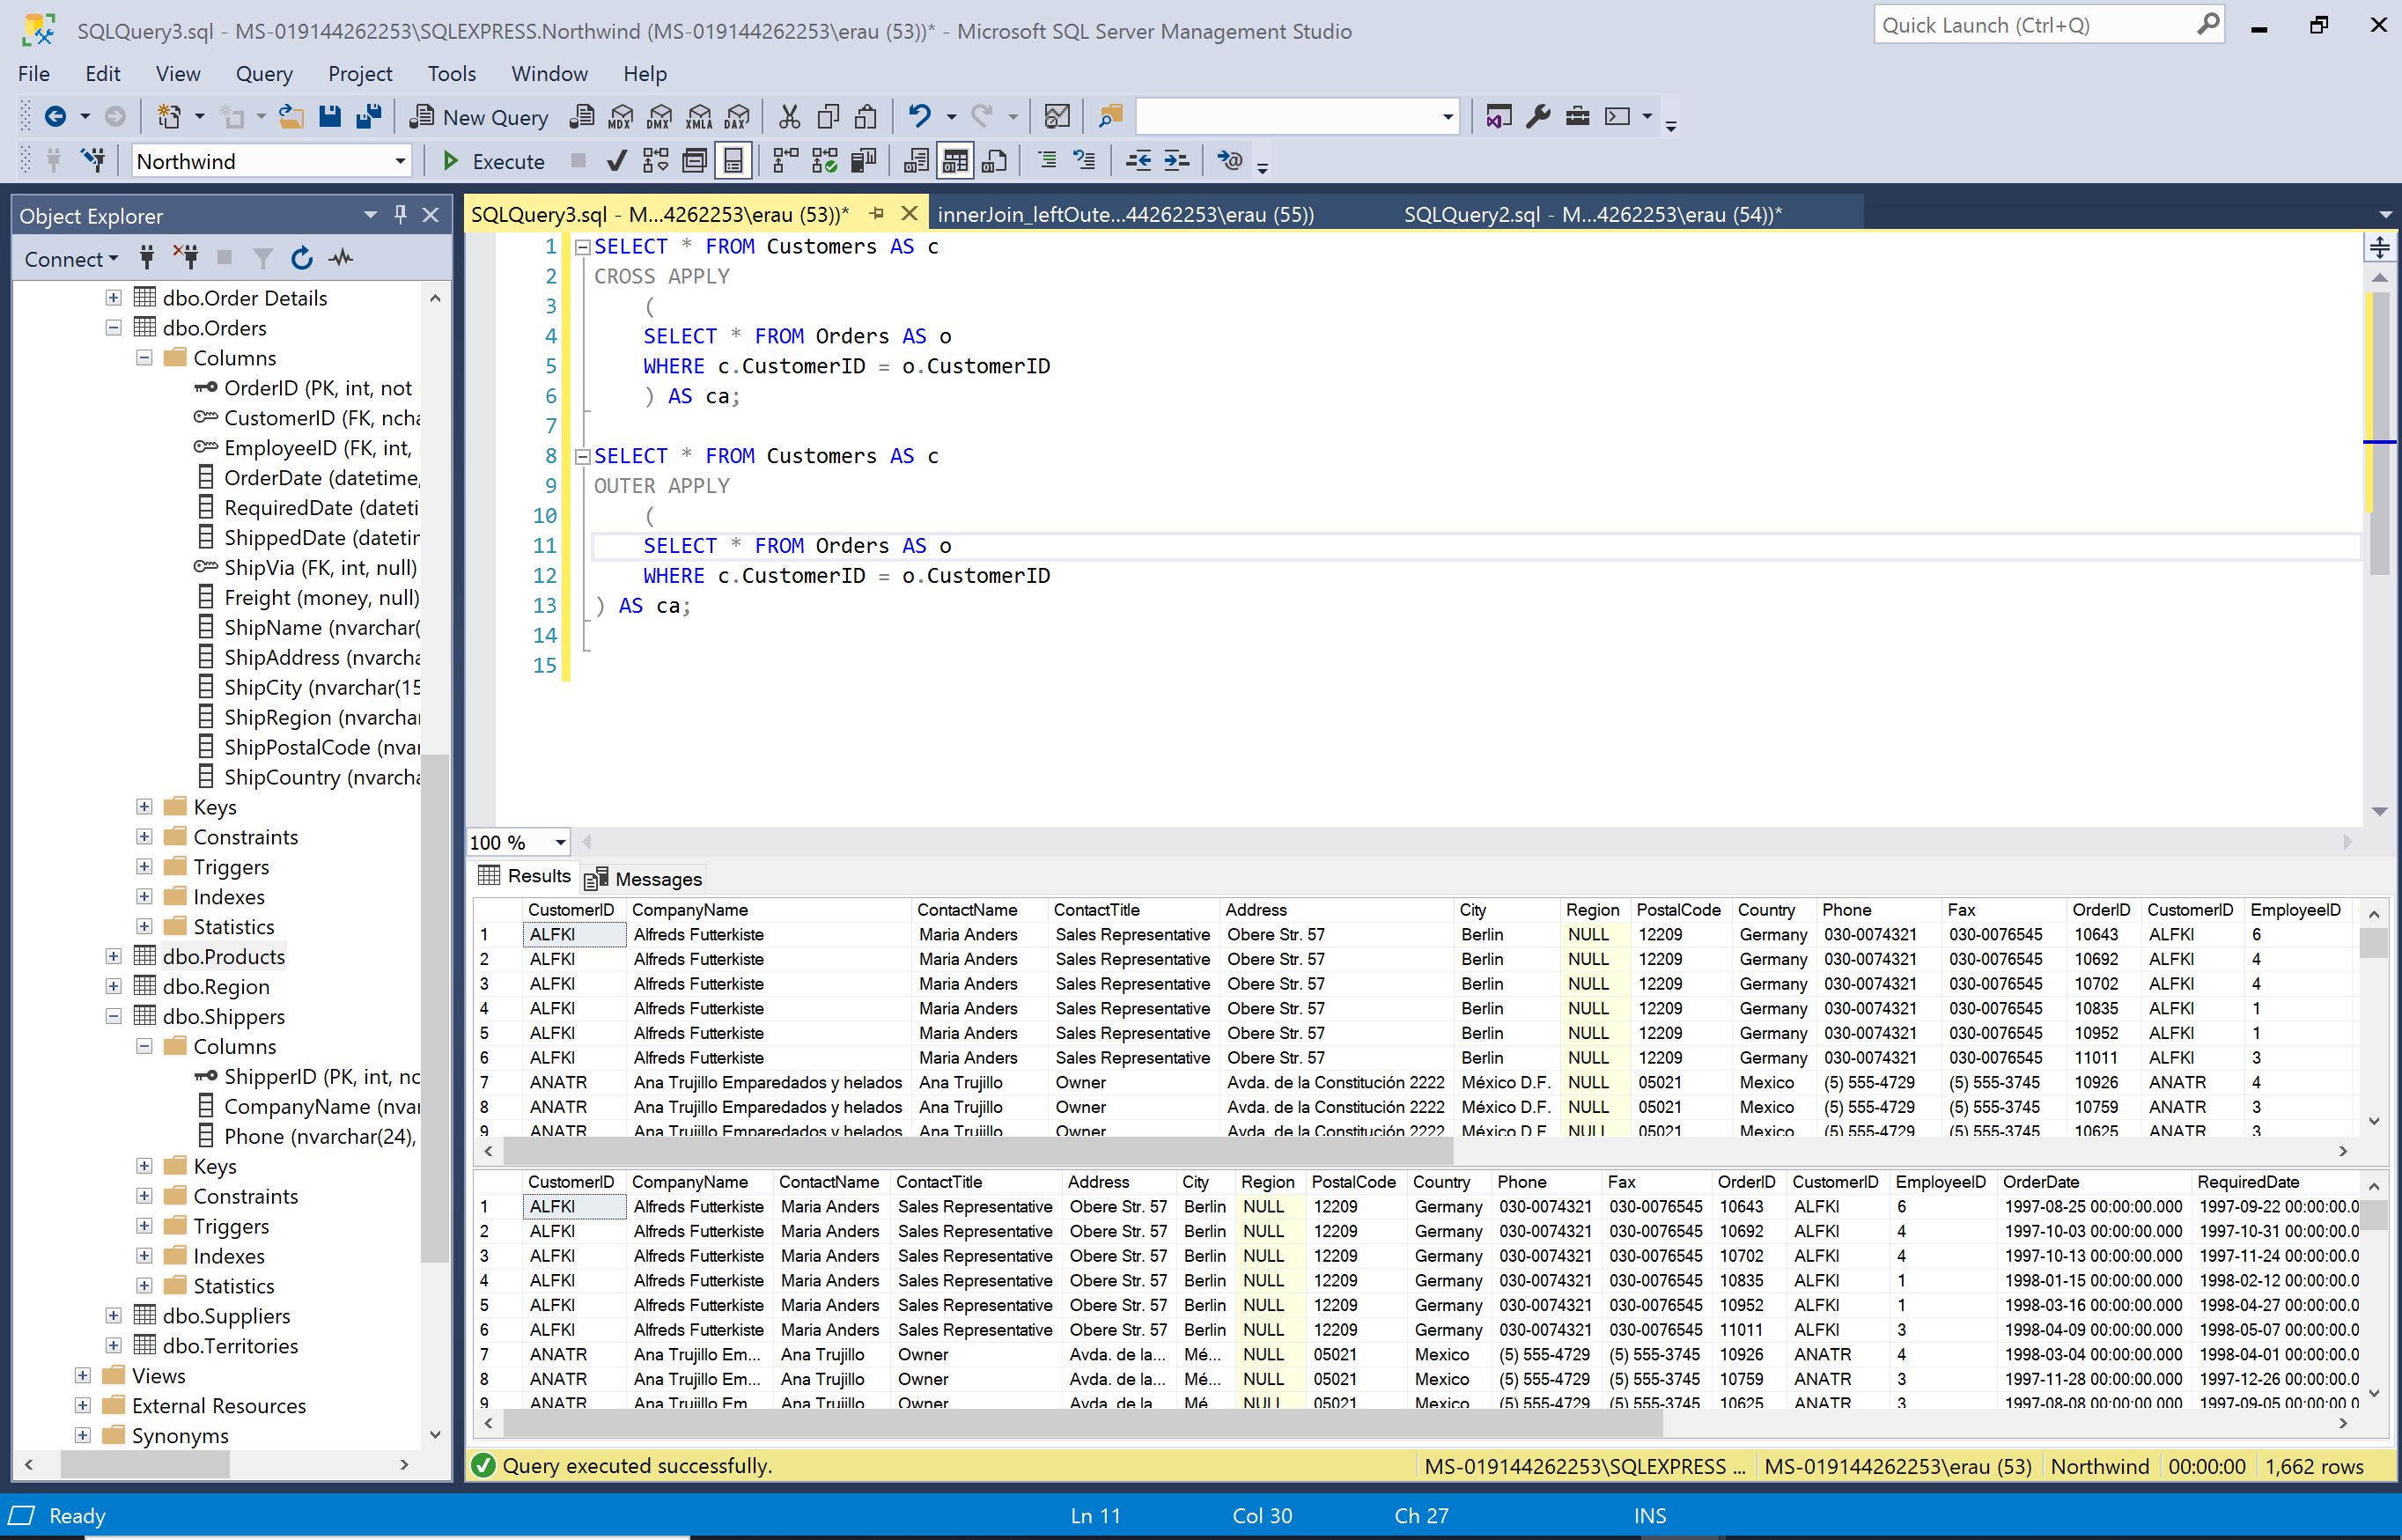 SQLQuery3.sql - MS-019144262253\SQLEXPRESS.Northwind (MS-019144262253\erau (53))* - Microsoft SQL Server Management Studio
Quick Launch (Ctrl+Q)
File Edit View Query Project Tools Window Help
New Query MDX DMX XMLA DAX
Northwind Execute
Object Explorer
Connect
dbo.Order Details
dbo.Orders
Columns
OrderID (PK, int, not
CustomerID (FK, ncha
EmployeeID (FK, int,
OrderDate (datetime,
RequiredDate (dateti
ShippedDate (datetin
ShipVia (FK, int, null)
Freight (money, null)
ShipName (nvarchar(
ShipAddress (nvarcha
ShipCity (nvarchar(15
ShipRegion (nvarchar
ShipPostalCode (nvar
ShipCountry (nvarcha
Keys
Constraints
Triggers
Indexes
Statistics
dbo.Products
dbo.Region
dbo.Shippers
Columns
ShipperID (PK, int, no
CompanyName (nvar
Phone (nvarchar(24),
Keys
Constraints
Triggers
Indexes
Statistics
dbo.Suppliers
dbo.Territories
Views
External Resources
Synonyms
SQLQuery3.sql - M...4262253\erau (53))* innerJoin_leftOute...44262253\erau (55)) SQLQuery2.sql - M...4262253\erau (54))*
1 SELECT * FROM Customers AS c
2 CROSS APPLY
3 (
4 SELECT * FROM Orders AS o
5 WHERE c.CustomerID = o.CustomerID
6 ) AS ca;
7
8 SELECT * FROM Customers AS c
9 OUTER APPLY
10 (
11 SELECT * FROM Orders AS o
12 WHERE c.CustomerID = o.CustomerID
13 ) AS ca;
14
15
100 %
Results Messages
CustomerID CompanyName ContactName ContactTitle Address City Region PostalCode Country Phone Fax OrderID CustomerID EmployeeID
1 ALFKI Alfreds Futterkiste Maria Anders Sales Representative Obere Str. 57 Berlin NULL 12209 Germany 030-0074321 030-0076545 10643 ALFKI 6
2 ALFKI Alfreds Futterkiste Maria Anders Sales Representative Obere Str. 57 Berlin NULL 12209 Germany 030-0074321 030-0076545 10692 ALFKI 4
3 ALFKI Alfreds Futterkiste Maria Anders Sales Representative Obere Str. 57 Berlin NULL 12209 Germany 030-0074321 030-0076545 10702 ALFKI 4
4 ALFKI Alfreds Futterkiste Maria Anders Sales Representative Obere Str. 57 Berlin NULL 12209 Germany 030-0074321 030-0076545 10835 ALFKI 1
5 ALFKI Alfreds Futterkiste Maria Anders Sales Representative Obere Str. 57 Berlin NULL 12209 Germany 030-0074321 030-0076545 10952 ALFKI 1
6 ALFKI Alfreds Futterkiste Maria Anders Sales Representative Obere Str. 57 Berlin NULL 12209 Germany 030-0074321 030-0076545 11011 ALFKI 3
7 ANATR Ana Trujillo Emparedados y helados Ana Trujillo Owner Avda. de la Constitución 2222 México D.F. NULL 05021 Mexico (5) 555-4729 (5) 555-3745 10926 ANATR 4
8 ANATR Ana Trujillo Emparedados y helados Ana Trujillo Owner Avda. de la Constitución 2222 México D.F. NULL 05021 Mexico (5) 555-4729 (5) 555-3745 10759 ANATR 3
9 ANATR Ana Trujillo Emparedados y helados Ana Trujillo Owner Avda. de la Constitución 2222 México D.F. NULL 05021 Mexico (5) 555-4729 (5) 555-3745 10625 ANATR 3
CustomerID CompanyName ContactName ContactTitle Address City Region PostalCode Country Phone Fax OrderID CustomerID EmployeeID OrderDate RequiredDate
1 ALFKI Alfreds Futterkiste Maria Anders Sales Representative Obere Str. 57 Berlin NULL 12209 Germany 030-0074321 030-0076545 10643 ALFKI 6 1997-08-25 00:00:00.000 1997-09-22 00:00:00.0
2 ALFKI Alfreds Futterkiste Maria Anders Sales Representative Obere Str. 57 Berlin NULL 12209 Germany 030-0074321 030-0076545 10692 ALFKI 4 1997-10-03 00:00:00.000 1997-10-31 00:00:00.0
3 ALFKI Alfreds Futterkiste Maria Anders Sales Representative Obere Str. 57 Berlin NULL 12209 Germany 030-0074321 030-0076545 10702 ALFKI 4 1997-10-13 00:00:00.000 1997-11-24 00:00:00.0
4 ALFKI Alfreds Futterkiste Maria Anders Sales Representative Obere Str. 57 Berlin NULL 12209 Germany 030-0074321 030-0076545 10835 ALFKI 1 1998-01-15 00:00:00.000 1998-02-12 00:00:00.0
5 ALFKI Alfreds Futterkiste Maria Anders Sales Representative Obere Str. 57 Berlin NULL 12209 Germany 030-0074321 030-0076545 10952 ALFKI 1 1998-03-16 00:00:00.000 1998-04-27 00:00:00.0
6 ALFKI Alfreds Futterkiste Maria Anders Sales Representative Obere Str. 57 Berlin NULL 12209 Germany 030-0074321 030-0076545 11011 ALFKI 3 1998-04-09 00:00:00.000 1998-05-07 00:00:00.0
7 ANATR Ana Trujillo Em... Ana Trujillo Owner Avda. de la... Mé... NULL 05021 Mexico (5) 555-4729 (5) 555-3745 10926 ANATR 4 1998-03-04 00:00:00.000 1998-04-01 00:00:00.0
8 ANATR Ana Trujillo Em... Ana Trujillo Owner Avda. de la... Mé... NULL 05021 Mexico (5) 555-4729 (5) 555-3745 10759 ANATR 3 1997-11-28 00:00:00.000 1997-12-26 00:00:00.0
9 ANATR Ana Trujillo Em... Ana Trujillo Owner Avda. de la... Mé... NULL 05021 Mexico (5) 555-4729 (5) 555-3745 10625 ANATR 3 1997-08-08 00:00:00.000 1997-09-05 00:00:00.0
Query executed successfully. MS-019144262253\SQLEXPRESS ... MS-019144262253\erau (53) Northwind 00:00:00 1,662 rows
Ready Ln 11 Col 30 Ch 27 INS